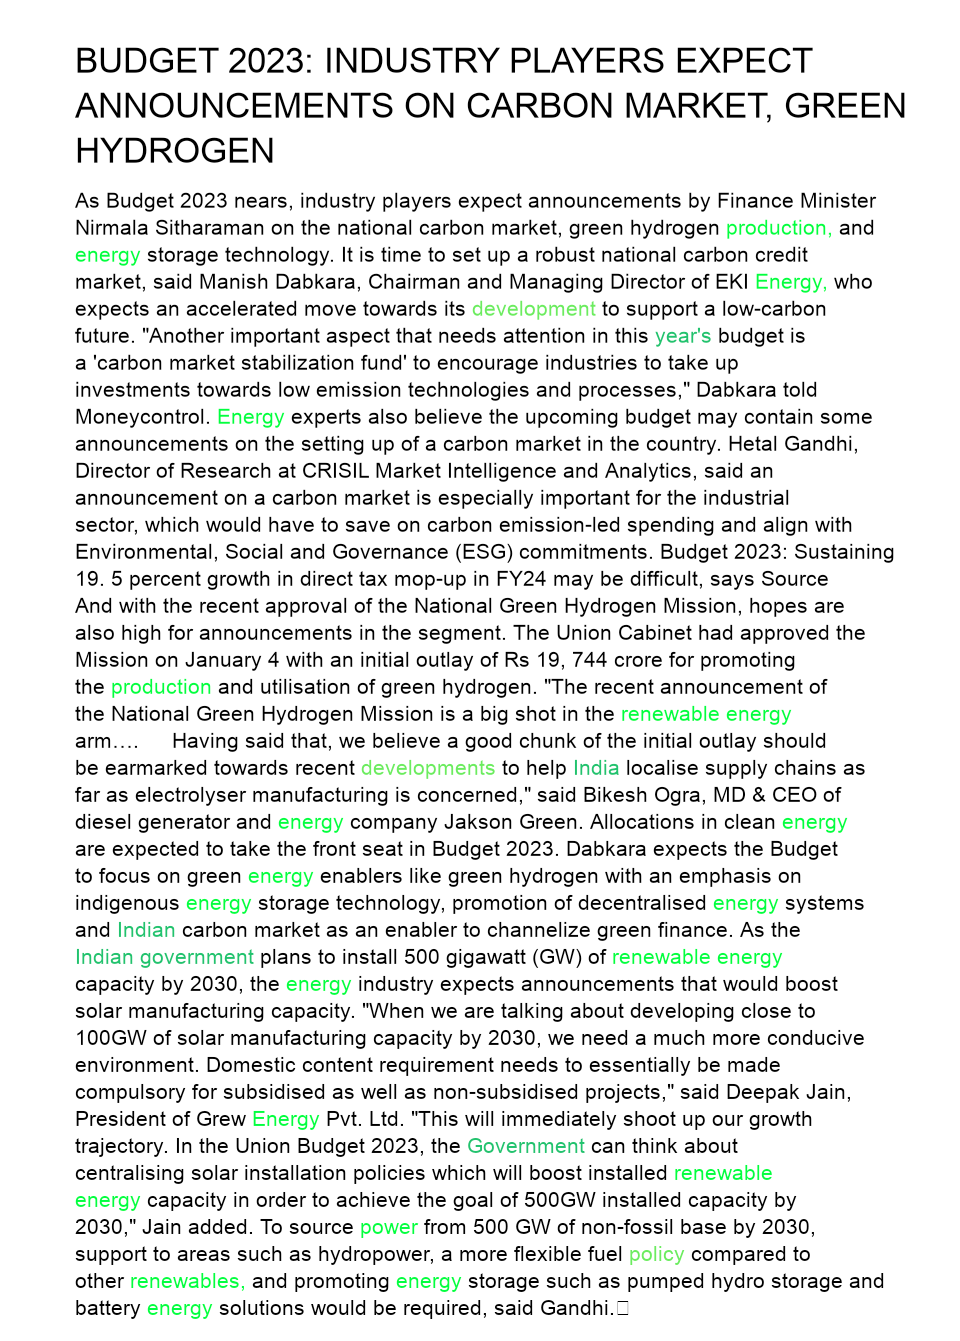 BUDGET 2023: INDUSTRY PLAYERS EXPECT
ANNOUNCEMENTS ON CARBON MARKET, GREEN
HYDROGEN
As Budget 2023 nears, industry players expect announcements by Finance Minister
Nirmala Sitharaman on the national carbon market, green hydrogen production, and
energy storage technology. It is time to set up a robust national carbon credit
market, said Manish Dabkara, Chairman and Managing Director of EKI Energy, who
expects an accelerated move towards its development to support a low-carbon
future. "Another important aspect that needs attention in this year's budget is
a 'carbon market stabilization fund' to encourage industries to take up
investments towards low emission technologies and processes," Dabkara told
Moneycontrol. Energy experts also believe the upcoming budget may contain some
announcements on the setting up of a carbon market in the country. Hetal Gandhi,
Director of Research at CRISIL Market Intelligence and Analytics, said an
announcement on a carbon market is especially important for the industrial
sector, which would have to save on carbon emission-led spending and align with
Environmental, Social and Governance (ESG) commitments. Budget 2023: Sustaining
19. 5 percent growth in direct tax mop-up in FY24 may be difficult, says Source
And with the recent approval of the National Green Hydrogen Mission, hopes are
also high for announcements in the segment. The Union Cabinet had approved the
Mission on January 4 with an initial outlay of Rs 19, 744 crore for promoting
the production and utilisation of green hydrogen. "The recent announcement of
the National Green Hydrogen Mission is a big shot in the renewable energy
arm…. Having said that, we believe a good chunk of the initial outlay should
be earmarked towards recent developments to help India localise supply chains as
far as electrolyser manufacturing is concerned," said Bikesh Ogra, MD & CEO of
diesel generator and energy company Jakson Green. Allocations in clean energy
are expected to take the front seat in Budget 2023. Dabkara expects the Budget
to focus on green energy enablers like green hydrogen with an emphasis on
indigenous energy storage technology, promotion of decentralised energy systems
and Indian carbon market as an enabler to channelize green finance. As the
Indian government plans to install 500 gigawatt (GW) of renewable energy
capacity by 2030, the energy industry expects announcements that would boost
solar manufacturing capacity. "When we are talking about developing close to
100GW of solar manufacturing capacity by 2030, we need a much more conducive
environment. Domestic content requirement needs to essentially be made
compulsory for subsidised as well as non-subsidised projects," said Deepak Jain,
President of Grew Energy Pvt. Ltd. "This will immediately shoot up our growth
trajectory. In the Union Budget 2023, the Government can think about
centralising solar installation policies which will boost installed renewable
energy capacity in order to achieve the goal of 500GW installed capacity by
2030," Jain added. To source power from 500 GW of non-fossil base by 2030,
support to areas such as hydropower, a more flexible fuel policy compared to
other renewables, and promoting energy storage such as pumped hydro storage and
battery energy solutions would be required, said Gandhi.